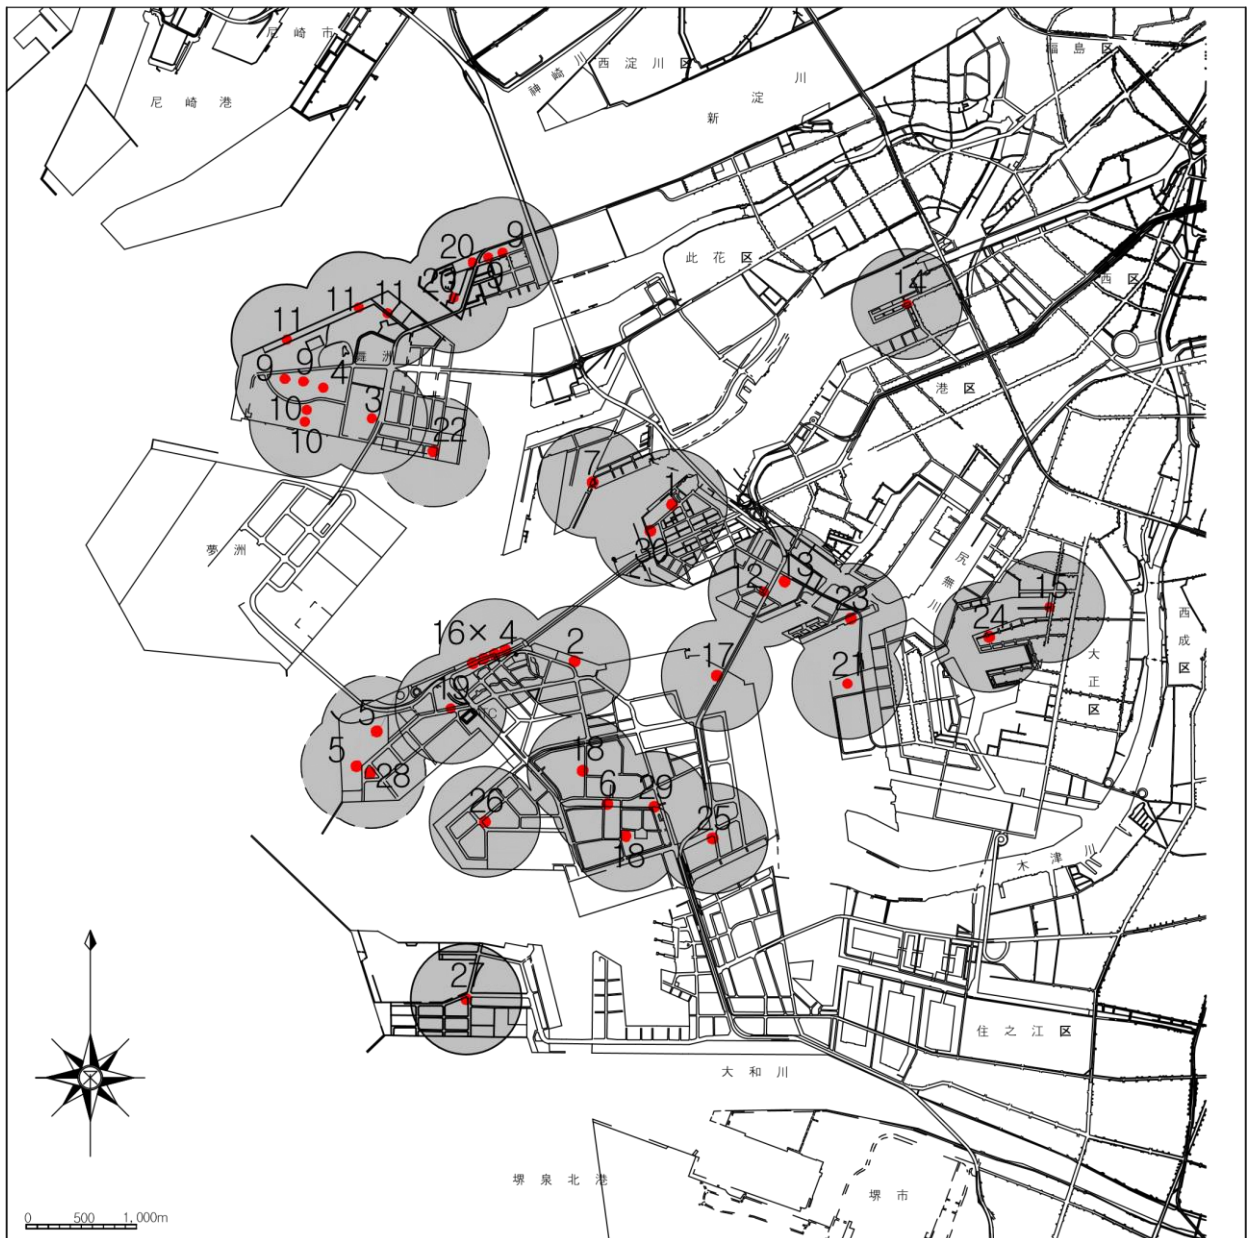 尼崎市
福島区
西淀川区
神崎川
川
尼崎港
淀
新
9
20
此花区
9
西区
23
14
11
11
11
舞洲
9
9
4
港区
10
3
10
22
7
1
夢洲
尻無川
13
2
23
15
西成区
24
16×4
2
17
大正区
21
19
5
18
5
28
6
29
26
25
18
木津川
27
住之江区
大和川
堺泉北港
堺市
0 500 1,000m